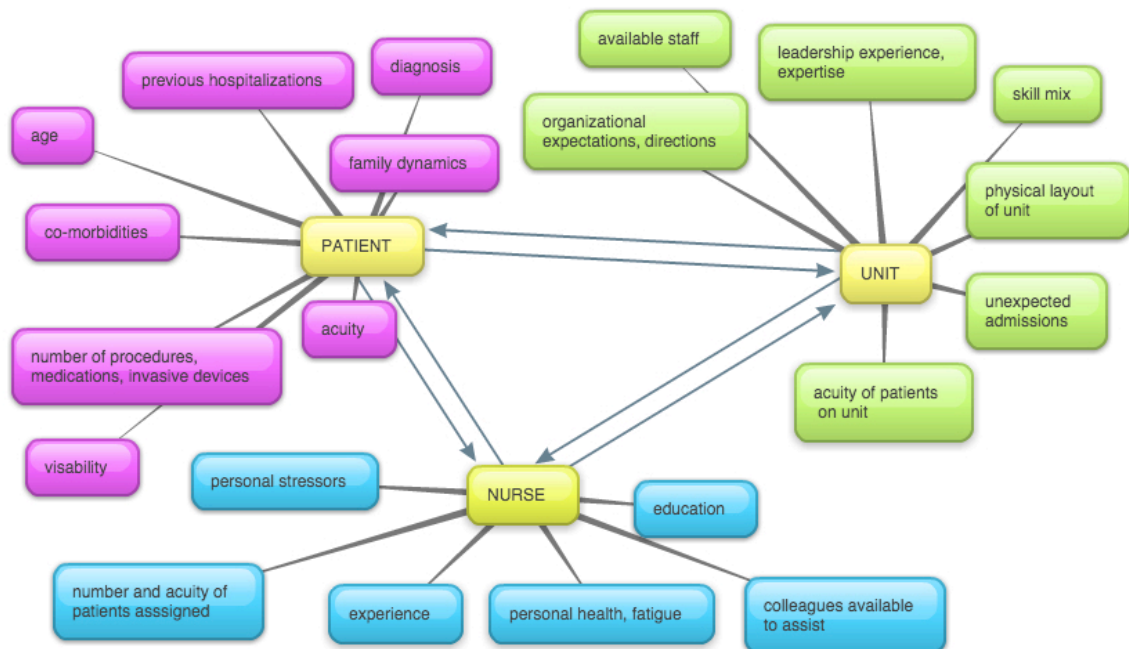 available staff
leadership experience,
expertise
diagnosis
previous hospitalizations
skill mix
organizational
expectations, directions
age
family dynamics
physical layout
of unit
co-morbidities
PATIENT
UNIT
unexpected
admissions
acuity
number of procedures,
medications, invasive devices
acuity of patients
on unit
visability
personal stressors
NURSE
education
number and acuity of
patients asssigned
experience
personal health, fatigue
colleagues available
to assist